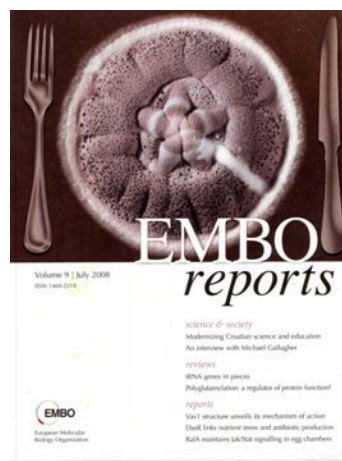 EMBO
reports
Volume 9 | July 2008
ISSN 1469-221X
science & society
Modernizing Croatian science and education
An interview with Michael Gallagher
reviews
tRNA genes in pieces
Polyglutamylation: a regulator of protein function?
reports
Vas1 structure unveils its mechanism of action
DasR links nutrient stress and antibiotic production
RalA maintains Jak/Stat signalling in egg chambers
EMBO
European Molecular
Biology Organization